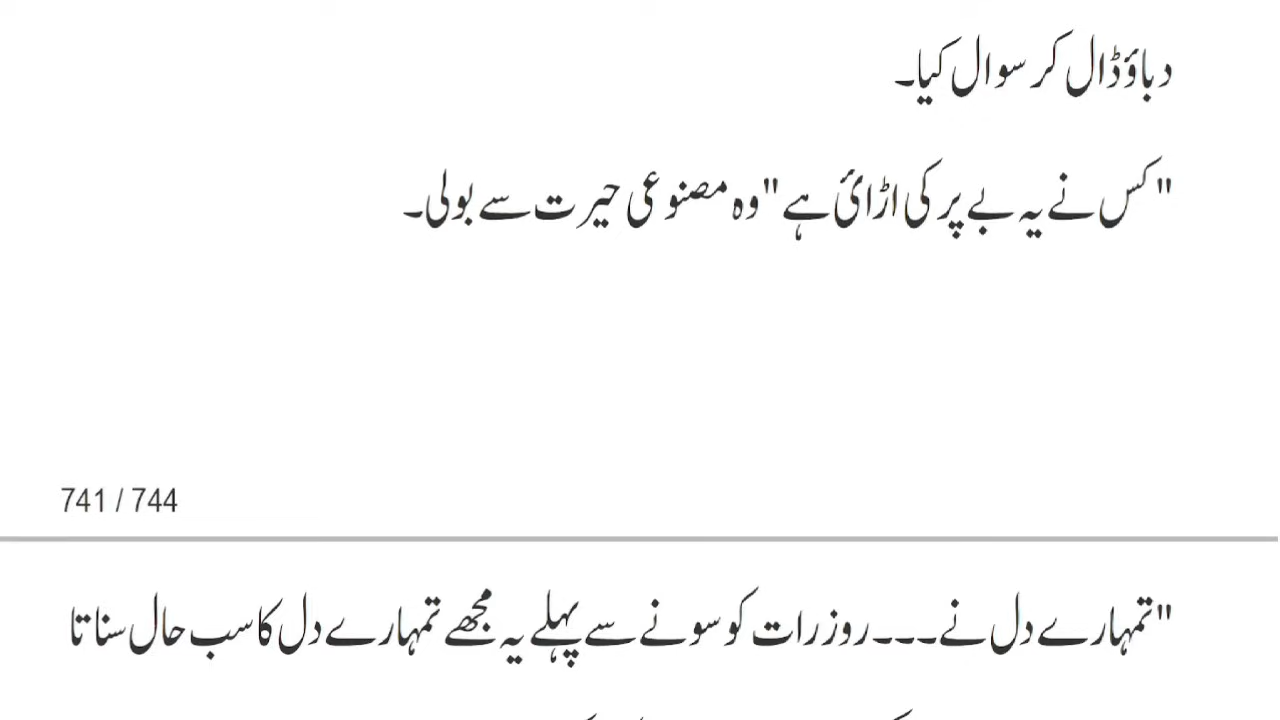 دباؤ ڈال کر سوال کیا۔
"کس نے یہ بے پر کی اڑائ ہے" وہ مصنوعی حیرت سے بولی۔
741 / 744
"تمہارے دل نے۔۔۔ روز رات کو سونے سے پہلے یہ مجھے تمہارے دل کا سب حال سناتا